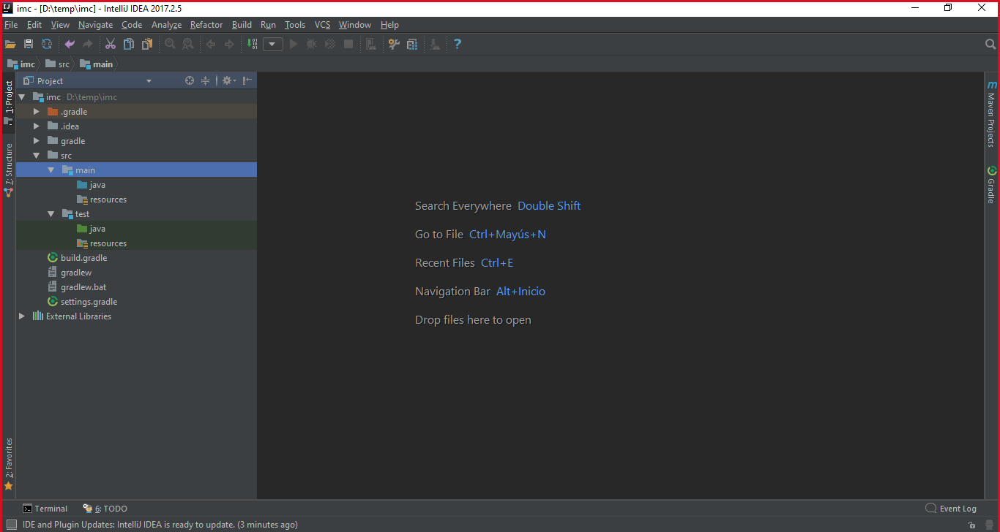 imc - [D:\temp\imc] - IntelliJ IDEA 2017.2.5
File Edit View Navigate Code Analyze Refactor Build Run Tools VCS Window Help
imc src main
1: Project
7: Structure
2: Favorites
Project
imc D:\temp\imc
.gradle
.idea
gradle
src
main
java
resources
test
java
resources
build.gradle
gradlew
gradlew.bat
settings.gradle
External Libraries
Search Everywhere Double Shift
Go to File Ctrl+Mayús+N
Recent Files Ctrl+E
Navigation Bar Alt+Inicio
Drop files here to open
Maven Projects
Gradle
Terminal 6: TODO Event Log
IDE and Plugin Updates: IntelliJ IDEA is ready to update. (3 minutes ago)